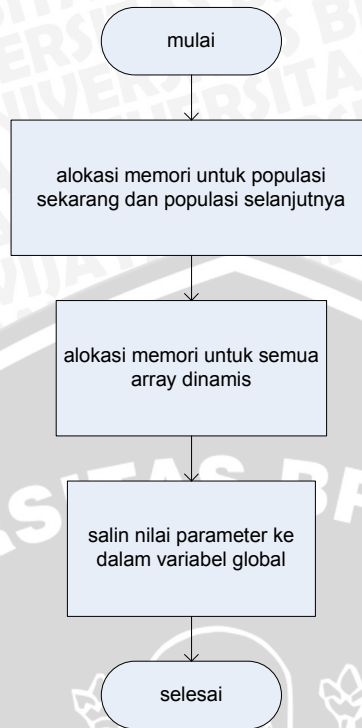 mulai
alokasi memori untuk populasi
sekarang dan populasi selanjutnya
alokasi memori untuk semua
array dinamis
salin nilai parameter ke
dalam variabel global
selesai